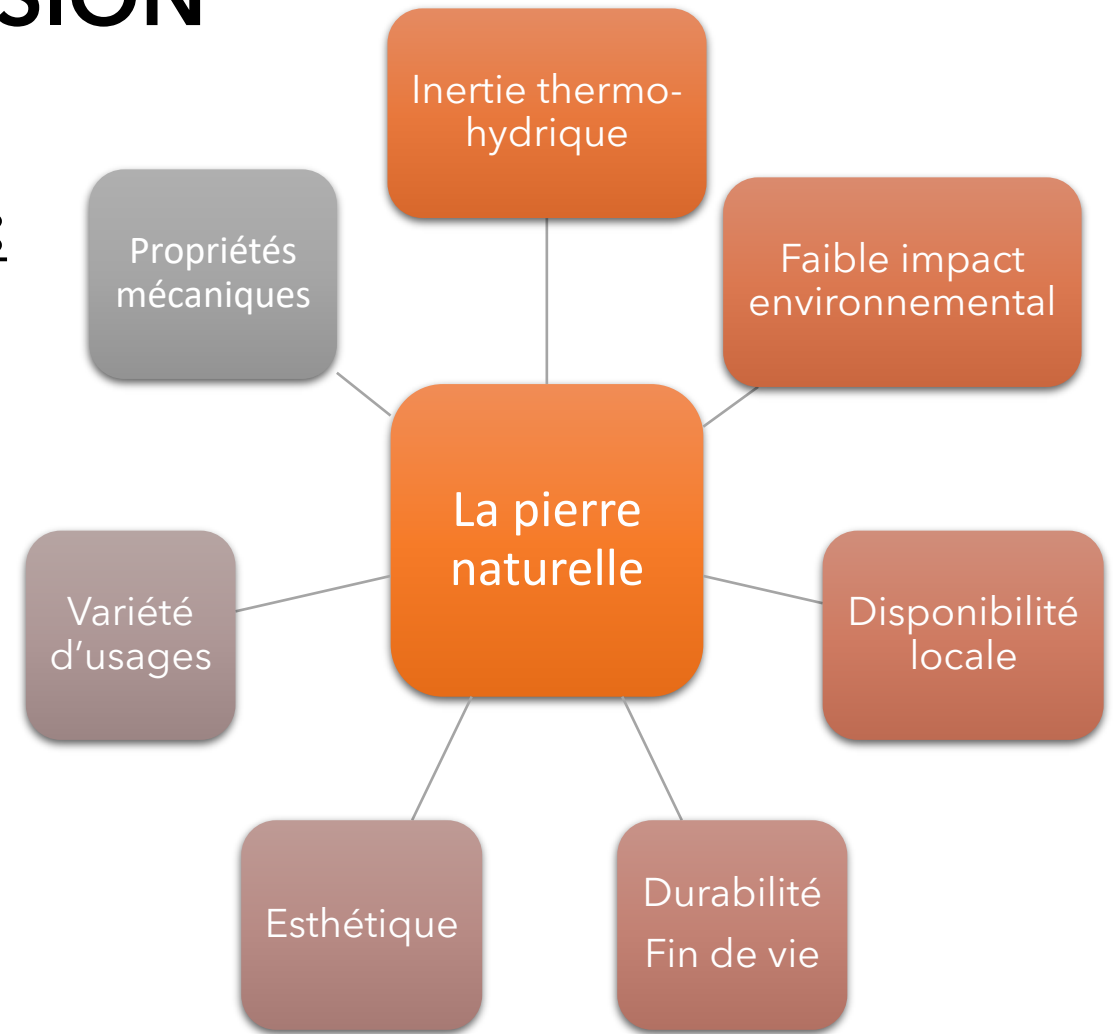 SION
:
Inertie thermo-
hydrique
Propriétés
mécaniques
Faible impact
environnemental
La pierre
naturelle
Variété
d’usages
Disponibilité
locale
Esthétique
Durabilité
Fin de vie